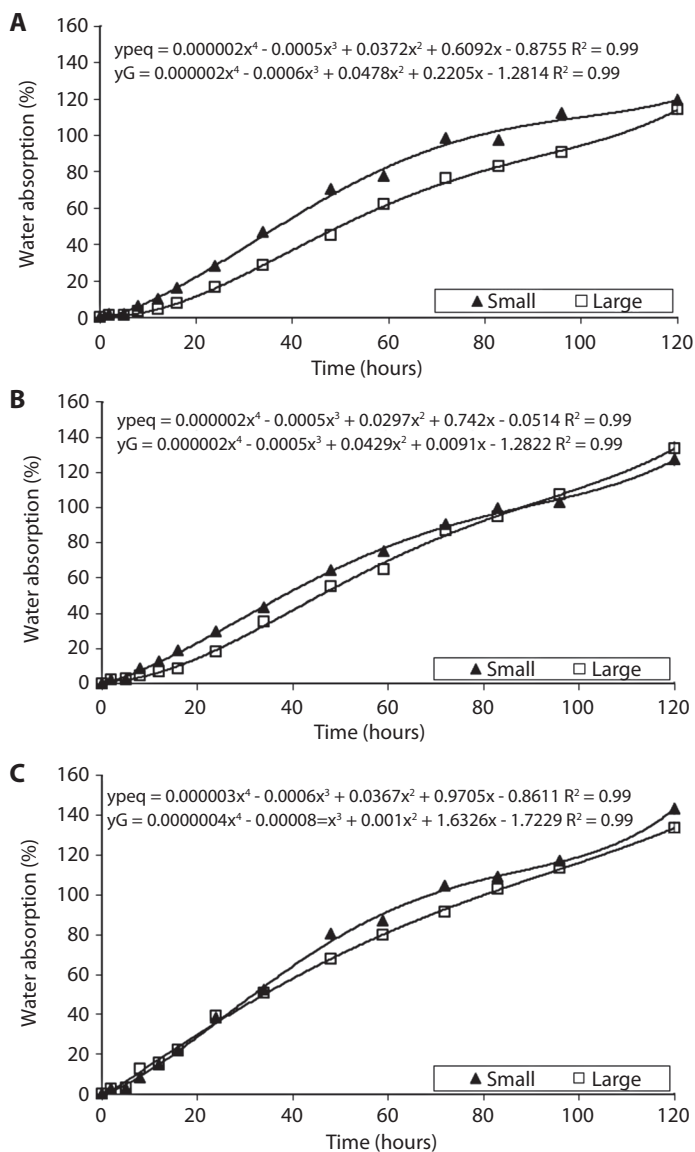 A
160
140
120
100
80
60
40
20
0
Water absorption (%)
ypeq = 0.000002x⁴ - 0.0005x³ + 0.0372x² + 0.6092x - 0.8755 R² = 0.99
yG = 0.000002x⁴ - 0.0006x³ + 0.0478x² + 0.2205x - 1.2814 R² = 0.99
Small Large
0 20 40 60 80 100 120
Time (hours)
B
160
140
120
100
80
60
40
20
0
Water absorption (%)
ypeq = 0.000002x⁴ - 0.0005x³ + 0.0297x² + 0.742x - 0.0514 R² = 0.99
yG = 0.000002x⁴ - 0.0005x³ + 0.0429x² + 0.0091x - 1.2822 R² = 0.99
Small Large
0 20 40 60 80 100 120
Time (hours)
C
160
140
120
100
80
60
40
20
0
Water absorption (%)
ypeq = 0.000003x⁴ - 0.0006x³ + 0.0367x² + 0.9705x - 0.8611 R² = 0.99
yG = 0.0000004x⁴ - 0.00008=x³ + 0.001x² + 1.6326x - 1.7229 R² = 0.99
Small Large
0 20 40 60 80 100 120
Time (hours)